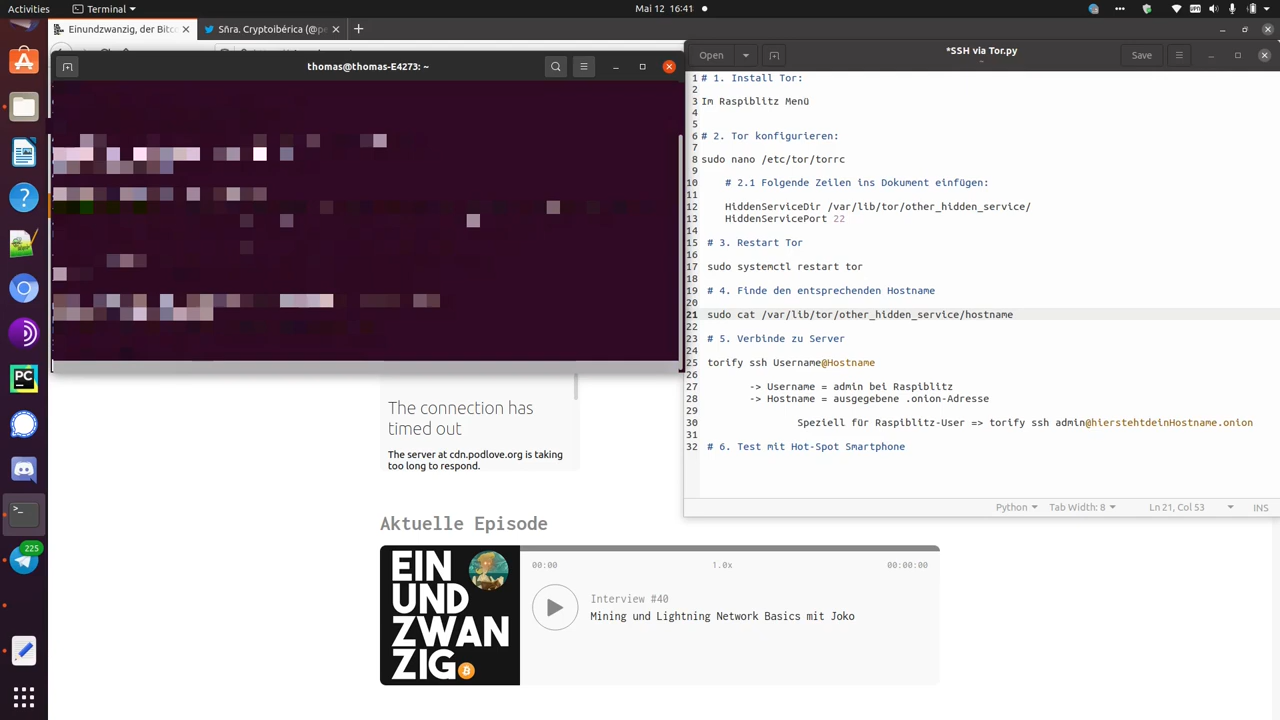 Activities
Terminal
Mai 12 16:41
Einundzwanzig, der Bitco
Sñra. Cryptoibérica (@pe
thomas@thomas-E4273: ~
Open
*SSH via Tor.py
~
Save
1 # 1. Install Tor:
2
3 Im Raspiblitz Menü
4
5
6 # 2. Tor konfigurieren:
7
8 sudo nano /etc/tor/torrc
9
10 # 2.1 Folgende Zeilen ins Dokument einfügen:
11
12 HiddenServiceDir /var/lib/tor/other_hidden_service/
13 HiddenServicePort 22
14
15 # 3. Restart Tor
16
17 sudo systemctl restart tor
18
19 # 4. Finde den entsprechenden Hostname
20
21 sudo cat /var/lib/tor/other_hidden_service/hostname
22
23 # 5. Verbinde zu Server
24
25 torify ssh Username@Hostname
26
27 -> Username = admin bei Raspiblitz
28 -> Hostname = ausgegebene .onion-Adresse
29
30 Speziell für Raspiblitz-User => torify ssh admin@hierstehtdeinHostname.onion
31
32 # 6. Test mit Hot-Spot Smartphone
Python
Tab Width: 8
Ln 21, Col 53
INS
The connection has
timed out
The server at cdn.podlove.org is taking
too long to respond.
Aktuelle Episode
EIN
UND
ZWAN
ZIG
00:00
1.0x
00:00:00
Interview #40
Mining und Lightning Network Basics mit Joko
PC
225